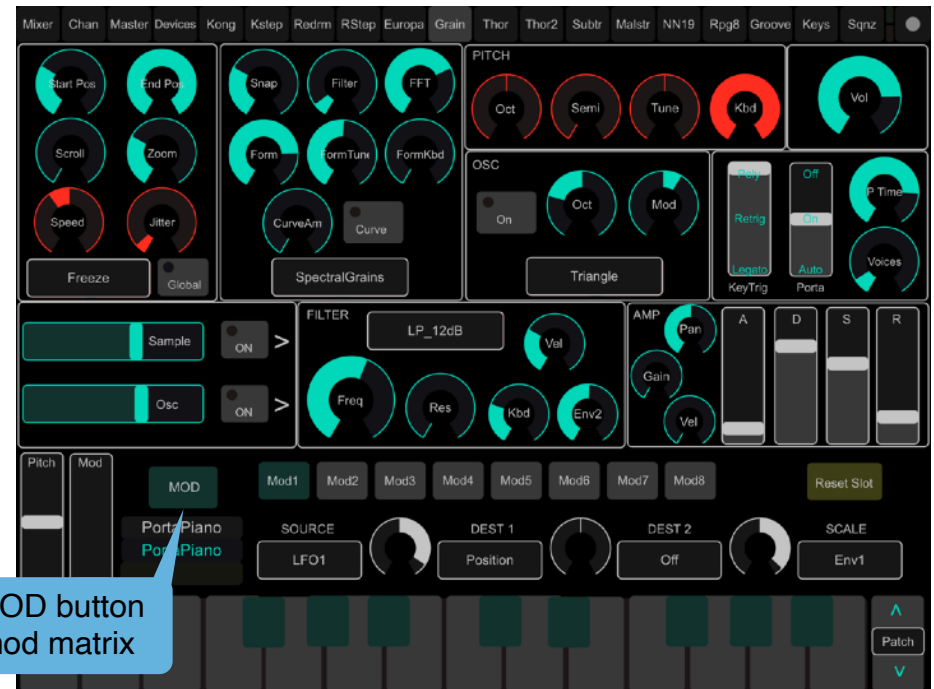 Mixer Chan Master Devices Kong Kstep Redrm RStep Europa Grain Thor Thor2 Subtr Malstr NN19 Rpg8 Groove Keys Sqnz
Start Pos End Pos
Scroll Zoom
Speed Jitter
Freeze Global
Snap Filter FFT
Form FormTune FormKbd
CurveAm Curve
SpectralGrains
PITCH
Oct Semi Tune Kbd
Vol
OSC
On Oct Mod
Triangle
Poly Off
Retrig On
Legato Auto
KeyTrig Porta
P Time
Voices
Sample ON >
Osc ON >
FILTER
LP_12dB
Vel
Freq Res Kbd Env2
AMP
Pan
Gain
Vel
A D S R
Pitch Mod
MOD
Mod1 Mod2 Mod3 Mod4 Mod5 Mod6 Mod7 Mod8
Reset Slot
PortaPiano
PortaPiano
SOURCE DEST 1 DEST 2 SCALE
LFO1 Position Off Env1
OD button
od matrix
Patch